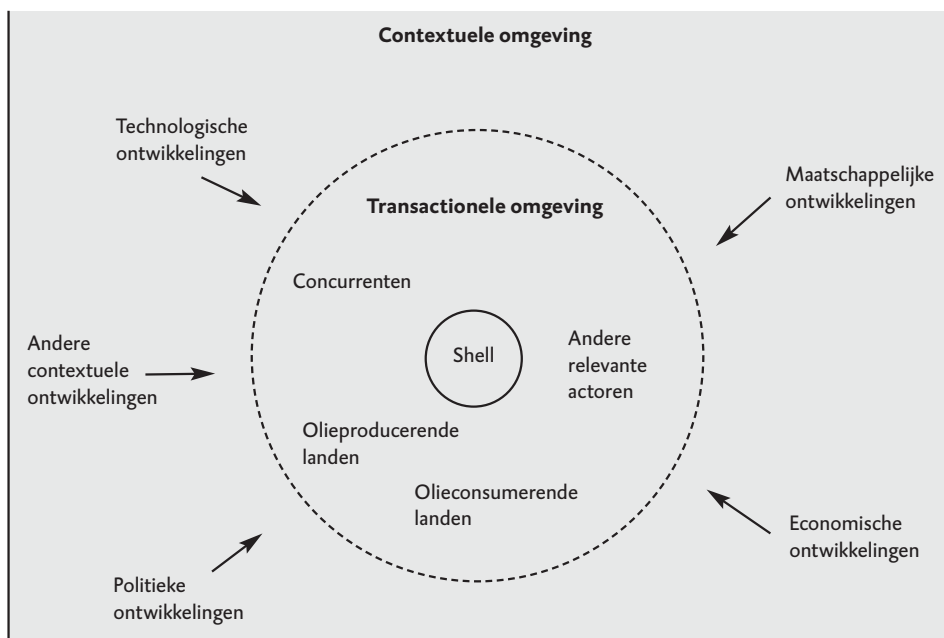 Contextuele omgeving
Technologische
ontwikkelingen
Maatschappelijke
ontwikkelingen
Transactionele omgeving
Concurrenten
Shell
Andere
relevante
actoren
Andere
contextuele
ontwikkelingen
Olieproducerende
landen
Olieconsumerende
landen
Economische
ontwikkelingen
Politieke
ontwikkelingen